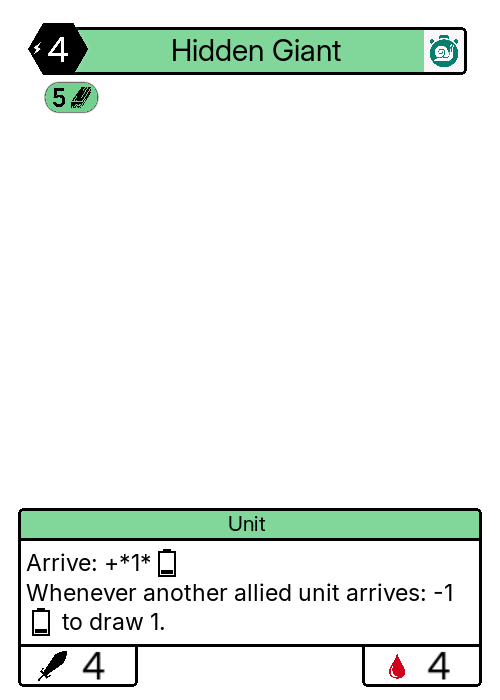 4
Hidden Giant
5
Unit
Arrive: +*1*
Whenever another allied unit arrives: -1
to draw 1.
4
4